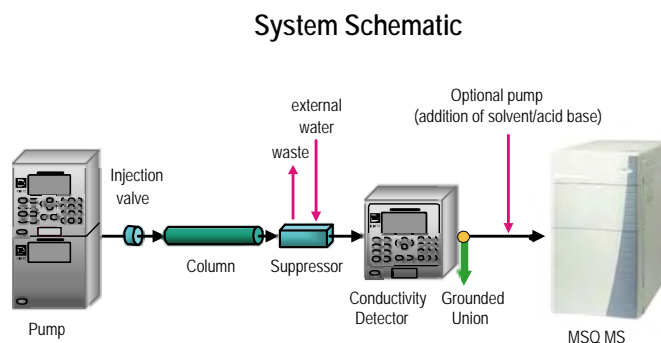 System Schematic
Optional pump
(addition of solvent/acid base)
external
water
waste
Injection
valve
Column
Suppressor
Conductivity
Detector
Grounded
Union
Pump
MSQ MS